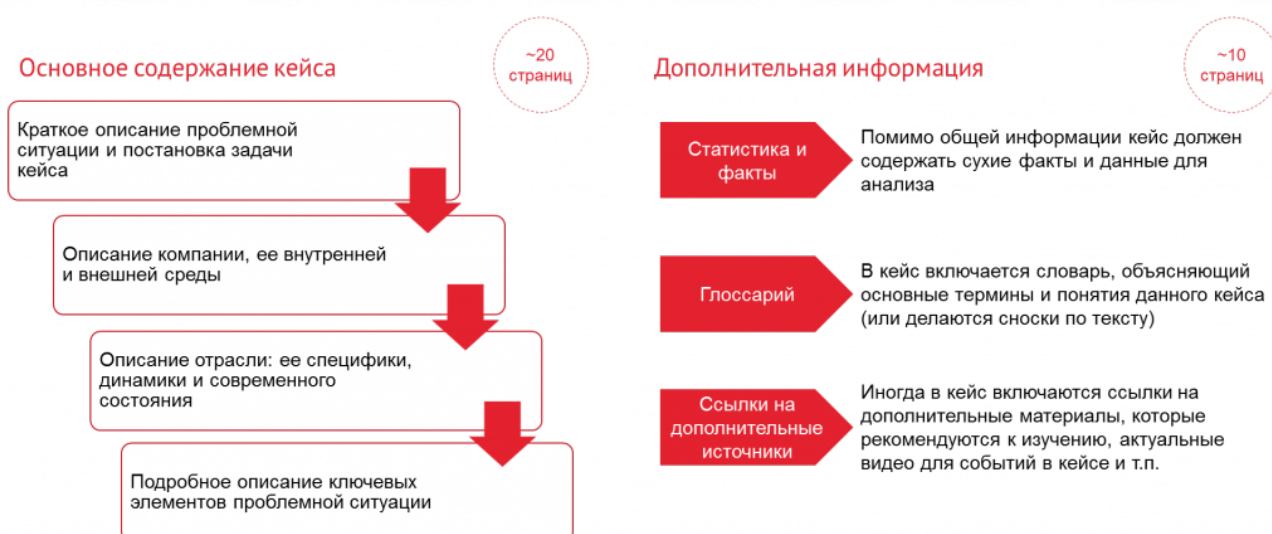 Основное содержание кейса
~20
страниц
Краткое описание проблемной
ситуации и постановка задачи
кейса
Описание компании, ее внутренней
и внешней среды
Описание отрасли: ее специфики,
динамики и современного
состояния
Подробное описание ключевых
элементов проблемной ситуации
Дополнительная информация
~10
страниц
Статистика и
факты
Помимо общей информации кейс должен
содержать сухие факты и данные для
анализа
Глоссарий
В кейс включается словарь, объясняющий
основные термины и понятия данного кейса
(или делаются сноски по тексту)
Ссылки на
дополнительные
источники
Иногда в кейс включаются ссылки на
дополнительные материалы, которые
рекомендуются к изучению, актуальные
видео для событий в кейсе и т.п.